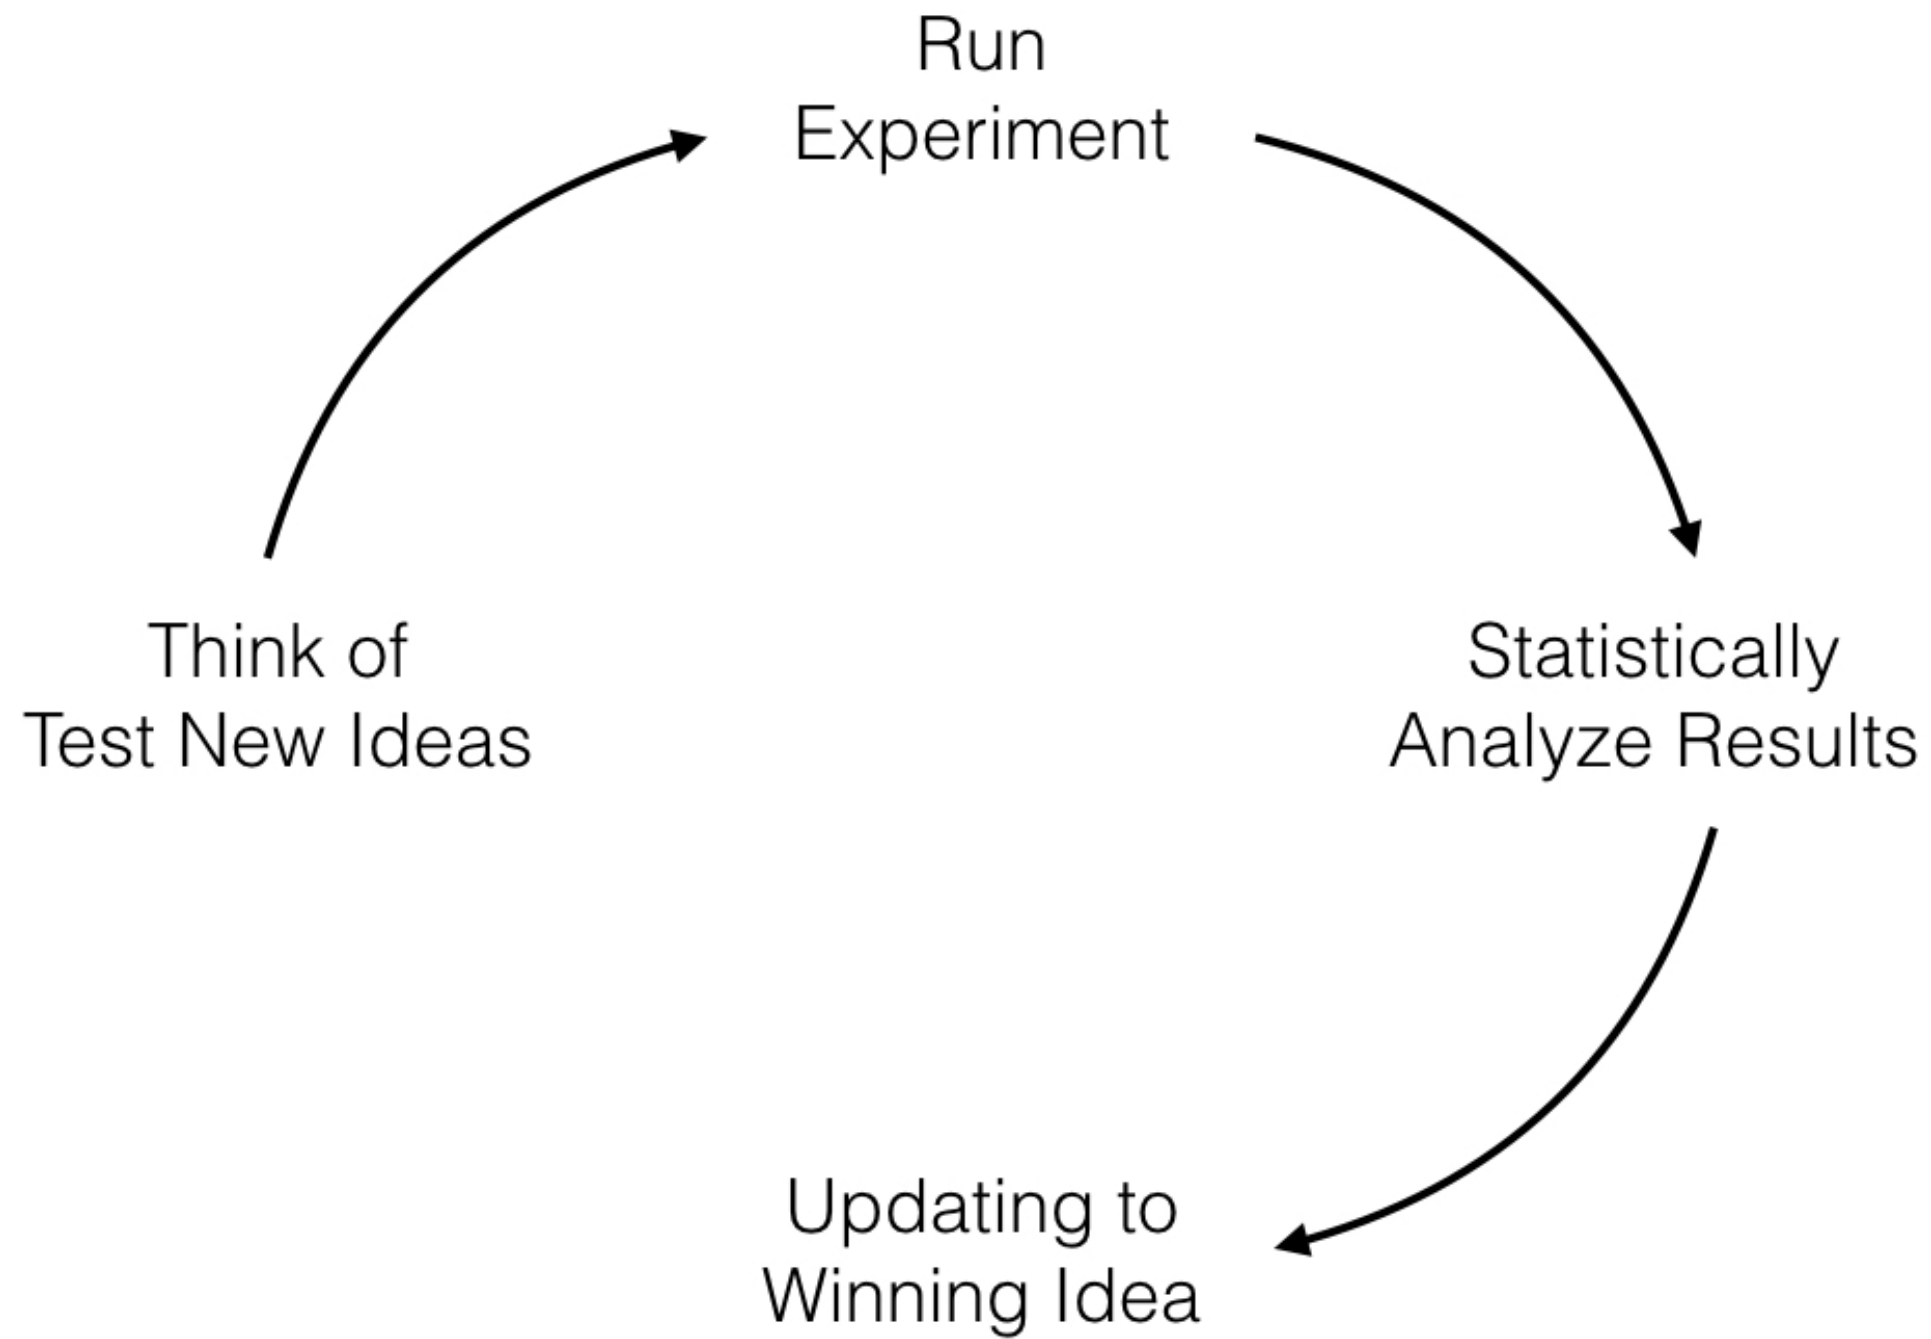 Run
Experiment
Think of
Test New Ideas
Statistically
Analyze Results
Updating to
Winning Idea